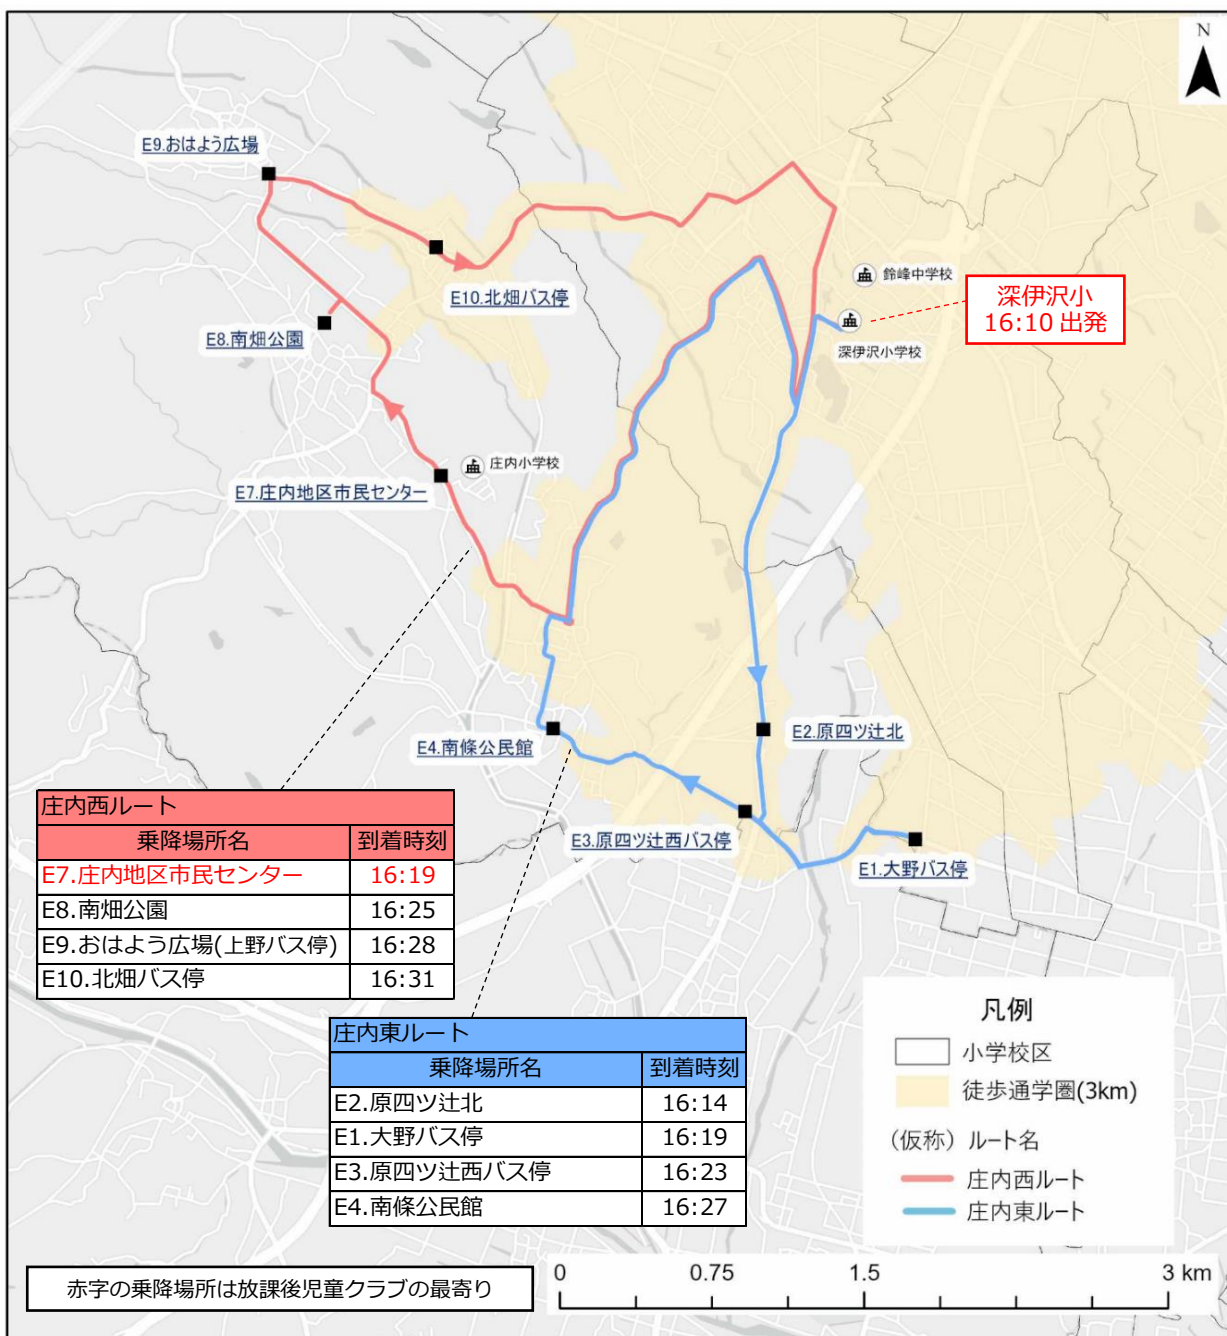 N
E9.おはよう広場
鈴峰中学校
E10.北畑バス停
深伊沢小
16:10 出発
E8.南畑公園
深伊沢小学校
庄内小学校
E7.庄内地区市民センター
E2.原四ツ辻北
E4.南條公民館
E3.原四ツ辻西バス停
E1.大野バス停
庄内西ルート
乗降場所名 到着時刻
E7.庄内地区市民センター 16:19
E8.南畑公園 16:25
E9.おはよう広場(上野バス停) 16:28
E10.北畑バス停 16:31
庄内東ルート
乗降場所名 到着時刻
E2.原四ツ辻北 16:14
E1.大野バス停 16:19
E3.原四ツ辻西バス停 16:23
E4.南條公民館 16:27
凡例
小学校区
徒歩通学圏(3km)
（仮称）ルート名
庄内西ルート
庄内東ルート
赤字の乗降場所は放課後児童クラブの最寄り
0 0.75 1.5 3 km